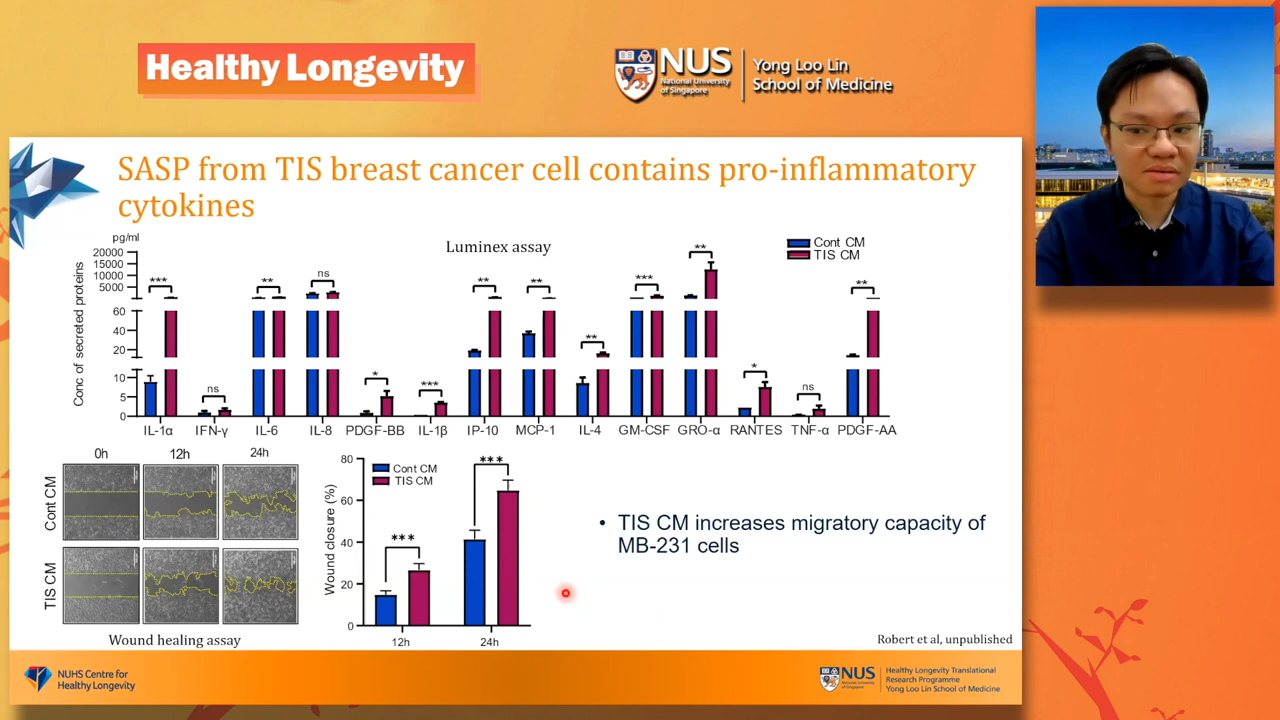 Healthy Longevity
NUS
National University
of Singapore
Yong Loo Lin
School of Medicine
SASP from TIS breast cancer cell contains pro-inflammatory
cytokines
Luminex assay
Cont CM
TIS CM
pg/ml
Conc of secreted proteins
20000
15000
10000
5000
60
40
20
10
5
0
*** ns ** ns * *** ** ** ** *** ** * ns **
IL-1α IFN-γ IL-6 IL-8 PDGF-BB IL-1β IP-10 MCP-1 IL-4 GM-CSF GRO-α RANTES TNF-α PDGF-AA
0h 12h 24h
Cont CM
TIS CM
Wound healing assay
Wound closure (%)
80
60
40
20
0
Cont CM
TIS CM
*** ***
12h 24h
• TIS CM increases migratory capacity of
MB-231 cells
Robert et al, unpublished
NUHS Centre for
Healthy Longevity
NUS
National University
of Singapore
Healthy Longevity Translational
Research Programme
Yong Loo Lin School of Medicine